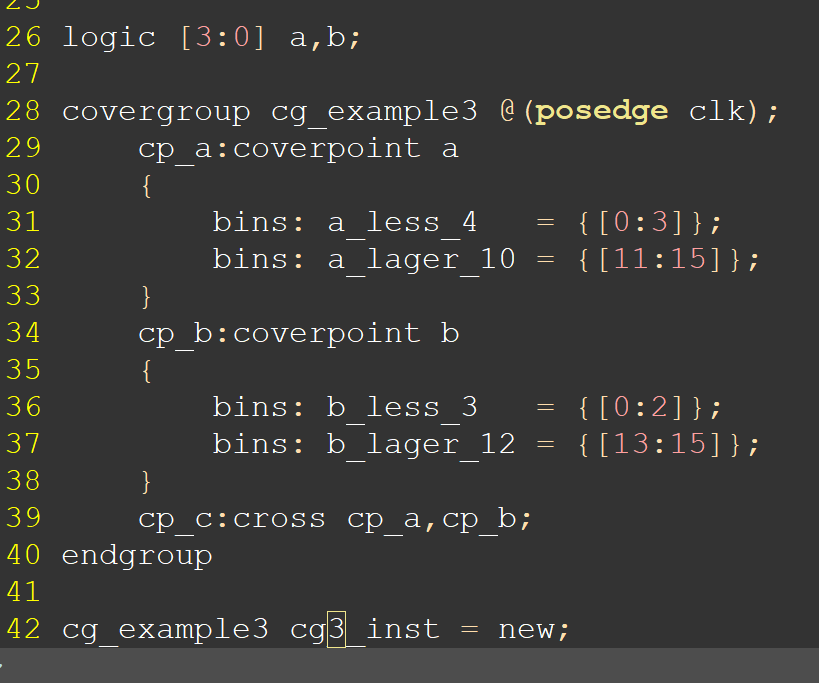 25
26 logic [3:0] a,b;
27
28 covergroup cg_example3 @(posedge clk);
29     cp_a:coverpoint a
30     {
31         bins: a_less_4   = {[0:3]};
32         bins: a_lager_10 = {[11:15]};
33     }
34     cp_b:coverpoint b
35     {
36         bins: b_less_3   = {[0:2]};
37         bins: b_lager_12 = {[13:15]};
38     }
39     cp_c:cross cp_a,cp_b;
40 endgroup
41
42 cg_example3 cg3_inst = new;